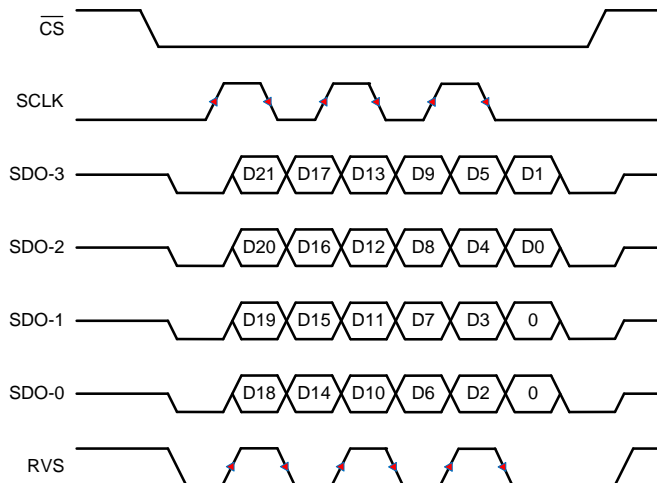 CS
SCLK
SDO-3 D21 D17 D13 D9 D5 D1
SDO-2 D20 D16 D12 D8 D4 D0
SDO-1 D19 D15 D11 D7 D3 0
SDO-0 D18 D14 D10 D6 D2 0
RVS